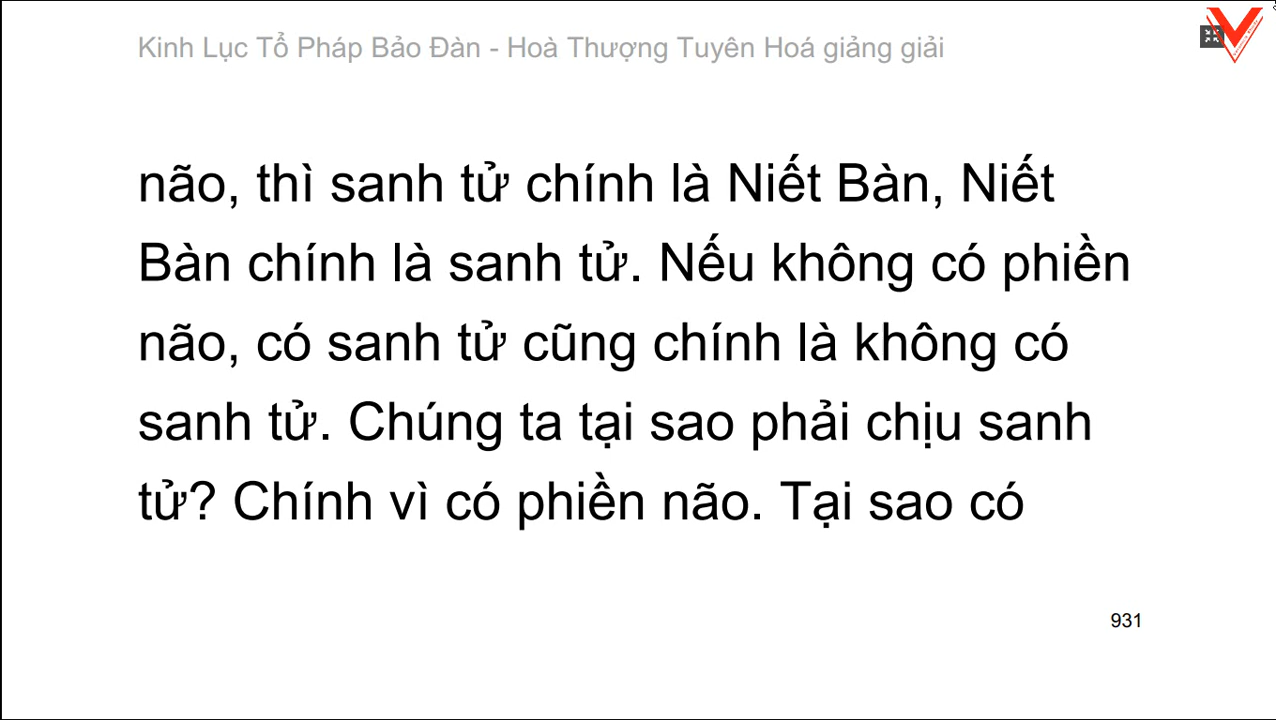 Kinh Lục Tổ Pháp Bảo Đàn - Hoà Thượng Tuyên Hoá giảng giải
não, thì sanh tử chính là Niết Bàn, Niết
Bàn chính là sanh tử. Nếu không có phiền
não, có sanh tử cũng chính là không có
sanh tử. Chúng ta tại sao phải chịu sanh
tử? Chính vì có phiền não. Tại sao có
931